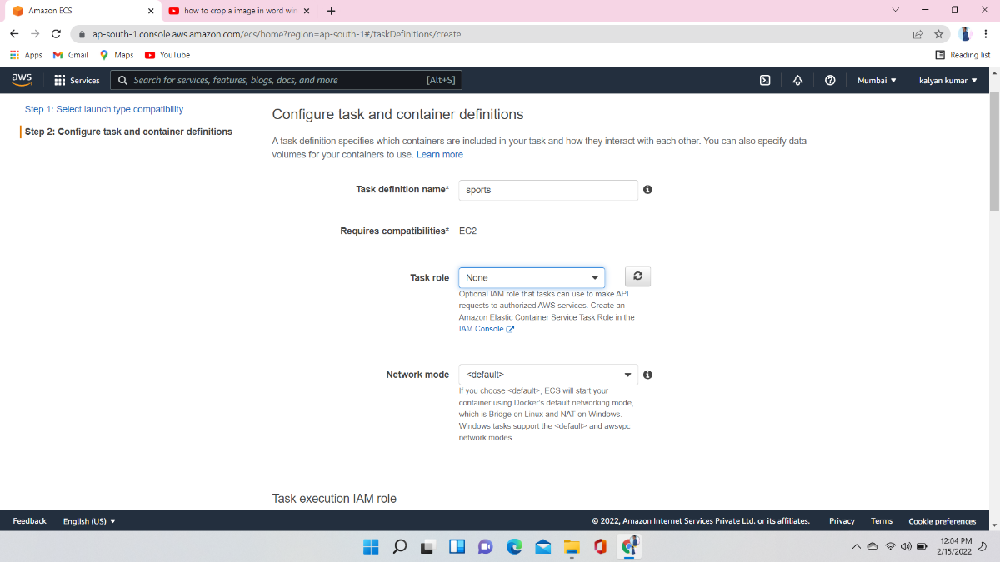 Amazon ECS
how to crop a image in word win
ap-south-1.console.aws.amazon.com/ecs/home?region=ap-south-1#/taskDefinitions/create
Apps Gmail Maps YouTube Reading list
aws Services Search for services, features, blogs, docs, and more [Alt+S] Mumbai ▼ kalyan kumar ▼
Step 1: Select launch type compatibility
Step 2: Configure task and container definitions
Configure task and container definitions
A task definition specifies which containers are included in your task and how they interact with each other. You can also specify data
volumes for your containers to use. Learn more
Task definition name* sports
Requires compatibilities* EC2
Task role None
Optional IAM role that tasks can use to make API
requests to authorized AWS services. Create an
Amazon Elastic Container Service Task Role in the
IAM Console
Network mode <default>
If you choose <default>, ECS will start your
container using Docker's default networking mode,
which is Bridge on Linux and NAT on Windows.
Windows tasks support the <default> and awsvpc
network modes.
Task execution IAM role
Feedback English (US) ▼ © 2022, Amazon Internet Services Private Ltd. or its affiliates. Privacy Terms Cookie preferences
12:04 PM
2/15/2022